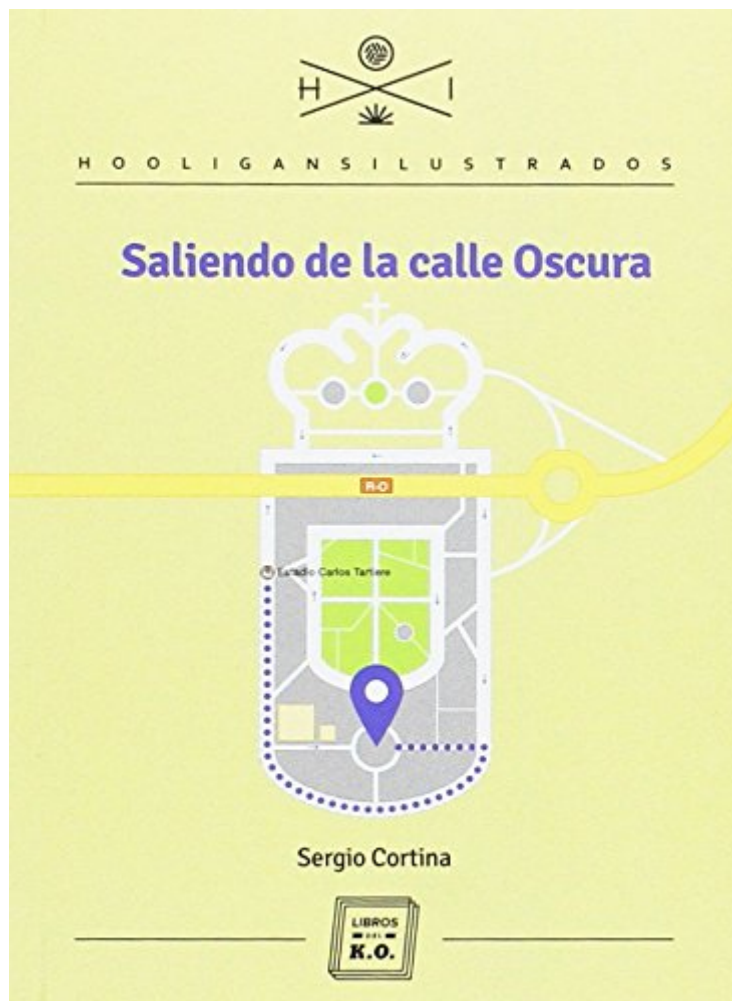 H I
HOOLIGANSILUSTRADOS
Saliendo de la calle Oscura
R-O
Estadio Carlos Tartiere
Sergio Cortina
LIBROS
DEL
K.O.